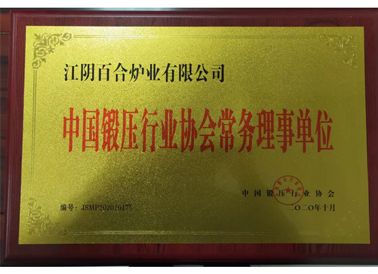 江阴百合炉业有限公司
中国锻压行业协会常务理事单位
中国锻压行业协会
编号：JSMP202010175
二〇二〇年十月